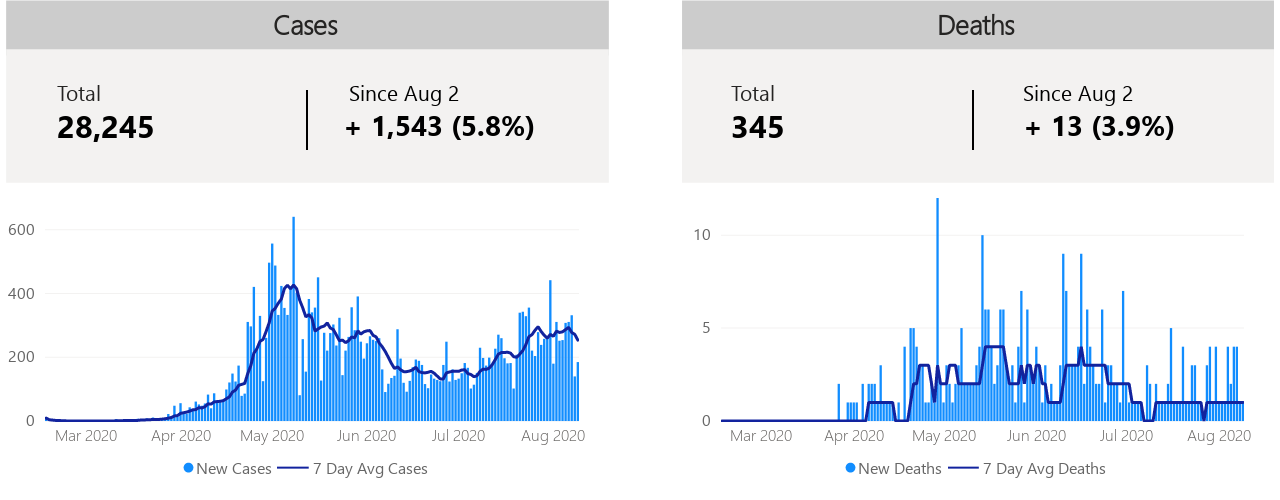 Cases
Total
28,245
Since Aug 2
+ 1,543 (5.8%)
600
400
200
0
Mar 2020 Apr 2020 May 2020 Jun 2020 Jul 2020 Aug 2020
New Cases 7 Day Avg Cases
Deaths
Total
345
Since Aug 2
+ 13 (3.9%)
10
5
0
Mar 2020 Apr 2020 May 2020 Jun 2020 Jul 2020 Aug 2020
New Deaths 7 Day Avg Deaths